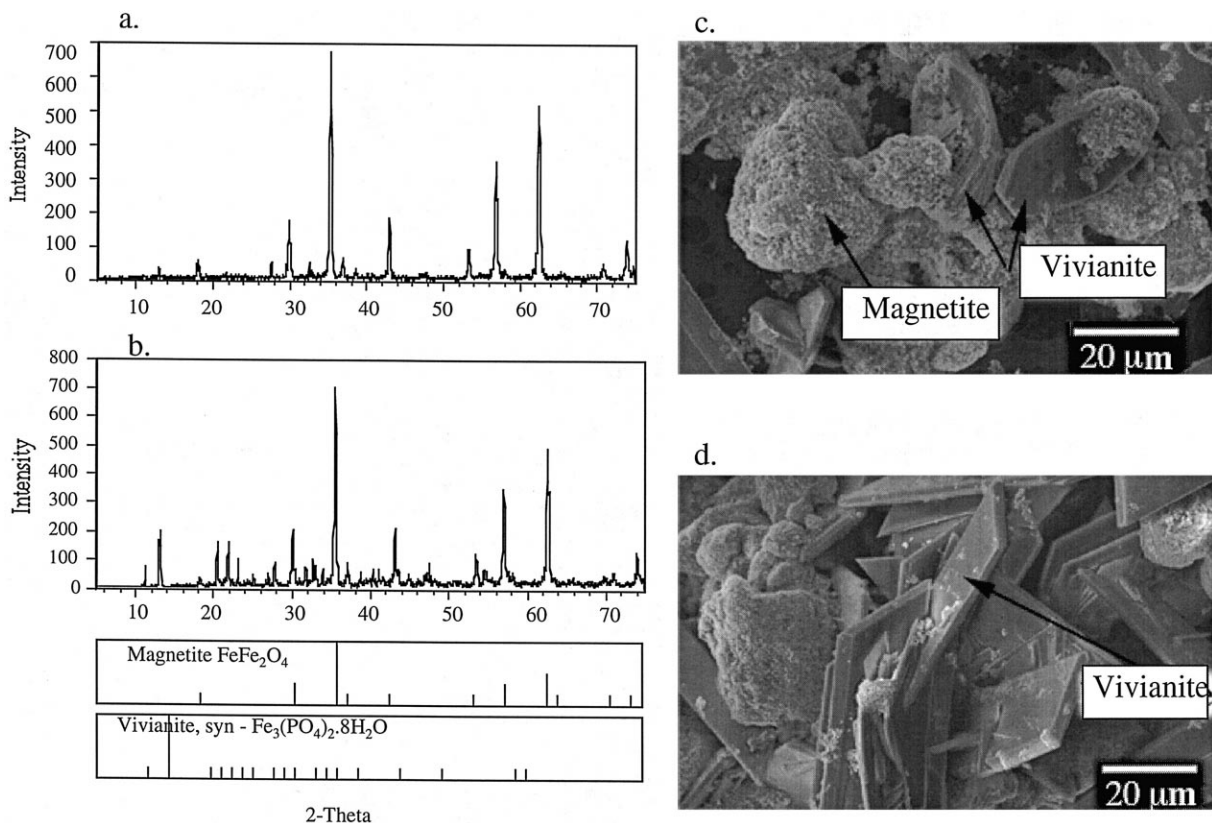 a.
700
600
500
400
300
200
100
0
Intensity
10 20 30 40 50 60 70
b.
800
700
600
500
400
300
200
100
0
Intensity
10 20 30 40 50 60 70
Magnetite FeFe₂O₄
Vivianite, syn - Fe₃(PO₄)₂.8H₂O
2-Theta
c.
Vivianite
Magnetite
20 µm
d.
Vivianite
20 µm